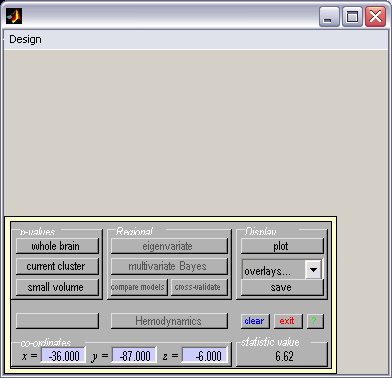 Design
p-values Regional Display
whole brain eigenvariate plot
current cluster multivariate Bayes overlays...
small volume compare models cross-validate save
Hemodynamics clear exit ?
co-ordinates statistic value
x = -36.000 y = -87.000 z = -6.000 6.62